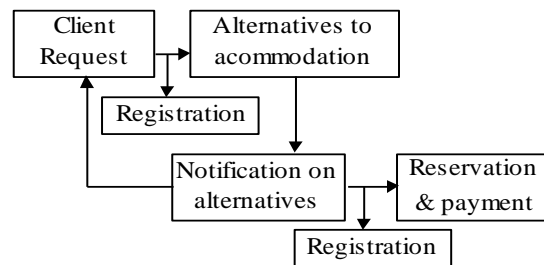 Client
Request
Alternatives to
acommodation
Registration
Notification on
alternatives
Reservation
& payment
Registration